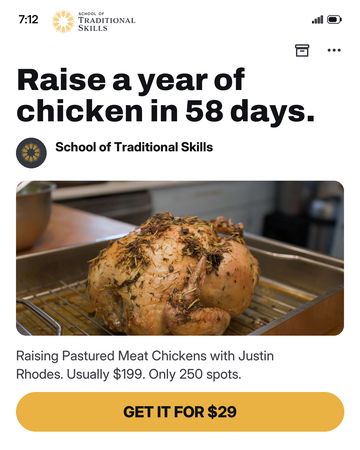 7:12
SCHOOL OF
TRADITIONAL
SKILLS
Raise a year of
chicken in 58 days.
School of Traditional Skills
Raising Pastured Meat Chickens with Justin
Rhodes. Usually $199. Only 250 spots.
GET IT FOR $29